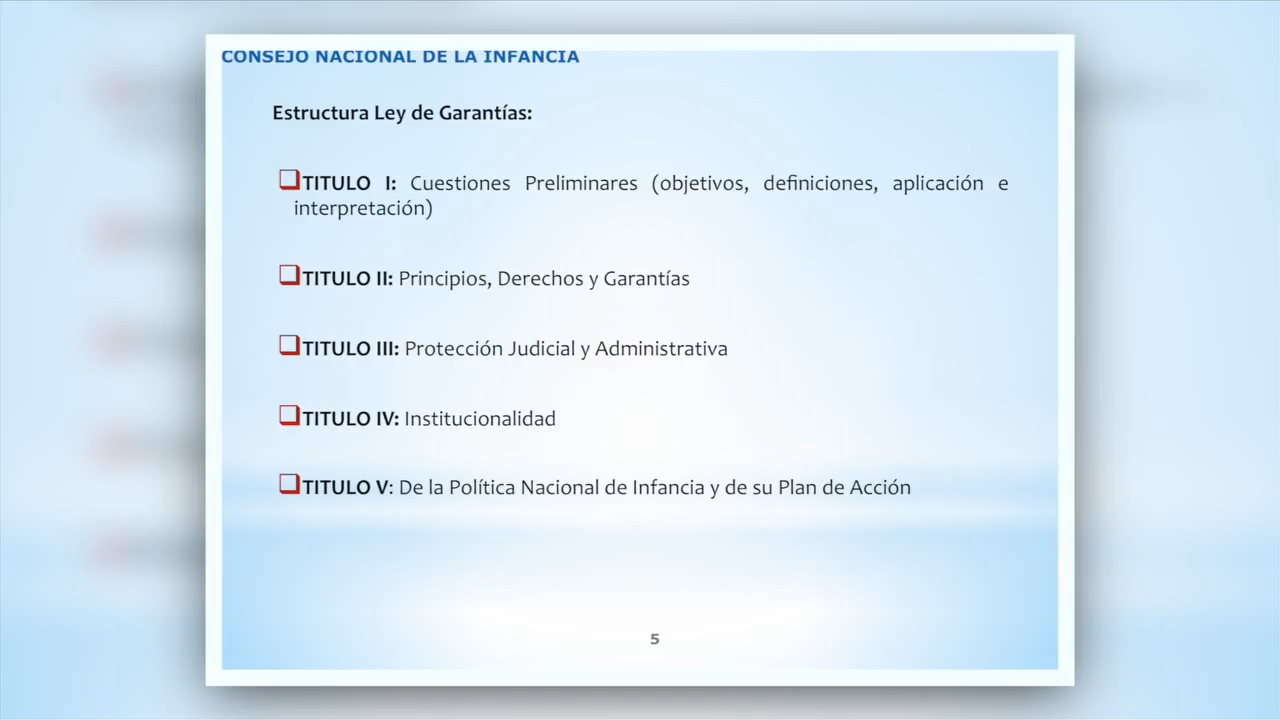 CONSEJO NACIONAL DE LA INFANCIA
Estructura Ley de Garantías:
TITULO I: Cuestiones Preliminares (objetivos, definiciones, aplicación e
interpretación)
TITULO II: Principios, Derechos y Garantías
TITULO III: Protección Judicial y Administrativa
TITULO IV: Institucionalidad
TITULO V: De la Política Nacional de Infancia y de su Plan de Acción
5